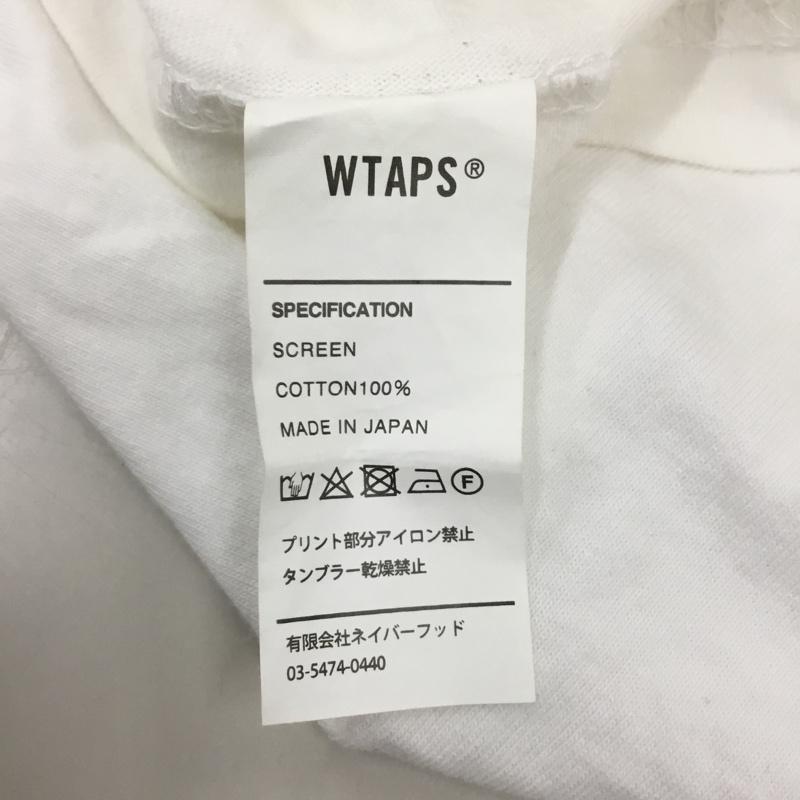 WTAPS®
SPECIFICATION
SCREEN
COTTON100%
MADE IN JAPAN
F
プリント部分アイロン禁止
タンブラー乾燥禁止
有限会社ネイバーフッド
03-5474-0440